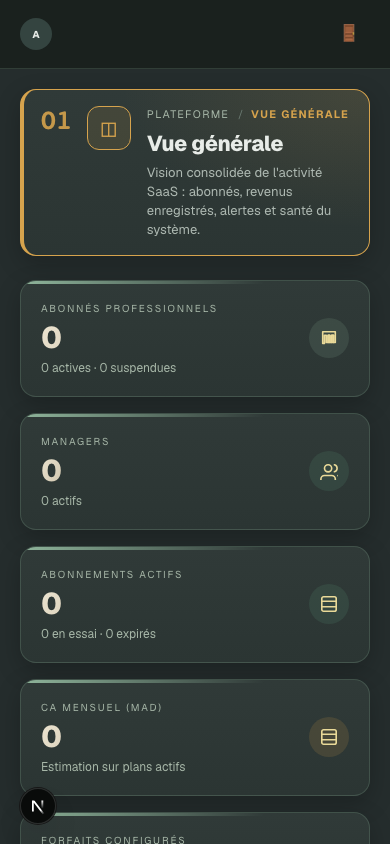 A
01
PLATEFORME / VUE GÉNÉRALE
Vue générale
Vision consolidée de l'activité
SaaS : abonnés, revenus
enregistrés, alertes et santé du
système.
ABONNÉS PROFESSIONNELS
0
0 actives · 0 suspendues
MANAGERS
0
0 actifs
ABONNEMENTS ACTIFS
0
0 en essai · 0 expirés
CA MENSUEL (MAD)
0
Estimation sur plans actifs
N
FORFAITS CONFIGURÉS